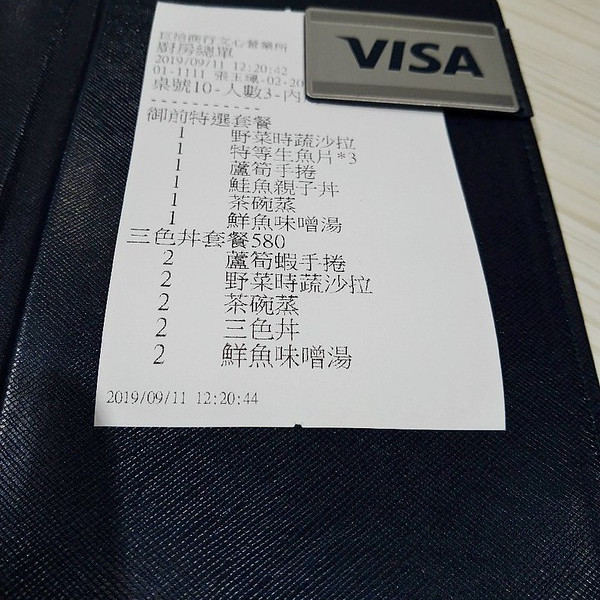 VISA
廚房總單
2019/09/11 12:20:42
01-1111 張玉
桌號10-人數3-內
御前特選套餐
1 野菜時蔬沙拉
1 特等生魚片*3
1 蘆筍手捲
1 鮭魚親子丼
1 茶碗蒸
1 鮮魚味噌湯
三色丼套餐580
2 蘆筍蝦手捲
2 野菜時蔬沙拉
2 茶碗蒸
2 三色丼
2 鮮魚味噌湯
2019/09/11 12:20:44